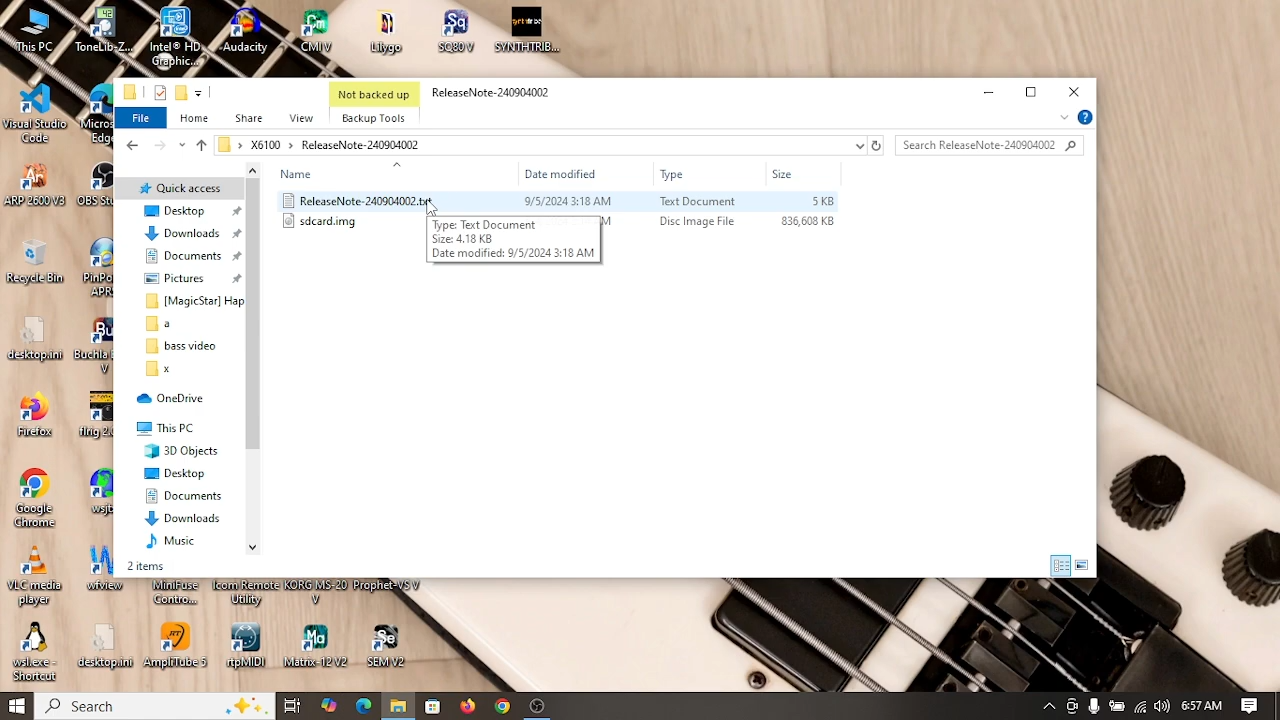 This PC
ToneLib-Z...
Intel® HD
Graphic...
Audacity
CMI V
Liiygo
SQ80 V
SYNTHTRIB...
Visual Studio
Code
Micros
Edge
ARP 2600 V3
OBS Stud
Recycle Bin
PinPo
APRS
desktop.ini
Buchla E
V
Firefox
flrig 2.0
Google
Chrome
wsjt
VLC media
player
wfview
MiniFuse
Contro...
Icom Remote
Utility
KORG MS-20
V
Prophet-VS V
wsl.exe -
Shortcut
desktop.ini
AmpliTube 5
rtpMIDI
Matrix-12 V2
SEM V2
Not backed up
ReleaseNote-240904002
File
Home
Share
View
Backup Tools
X6100
ReleaseNote-240904002
Search ReleaseNote-240904002
Name
Date modified
Type
Size
ReleaseNote-240904002.txt
9/5/2024 3:18 AM
Text Document
5 KB
sdcard.img
AM
Disc Image File
836,608 KB
Type: Text Document
Size: 4.18 KB
Date modified: 9/5/2024 3:18 AM
Quick access
Desktop
Downloads
Documents
Pictures
[MagicStar] Hap
a
bass video
x
OneDrive
This PC
3D Objects
Desktop
Documents
Downloads
Music
2 items
Search
6:57 AM